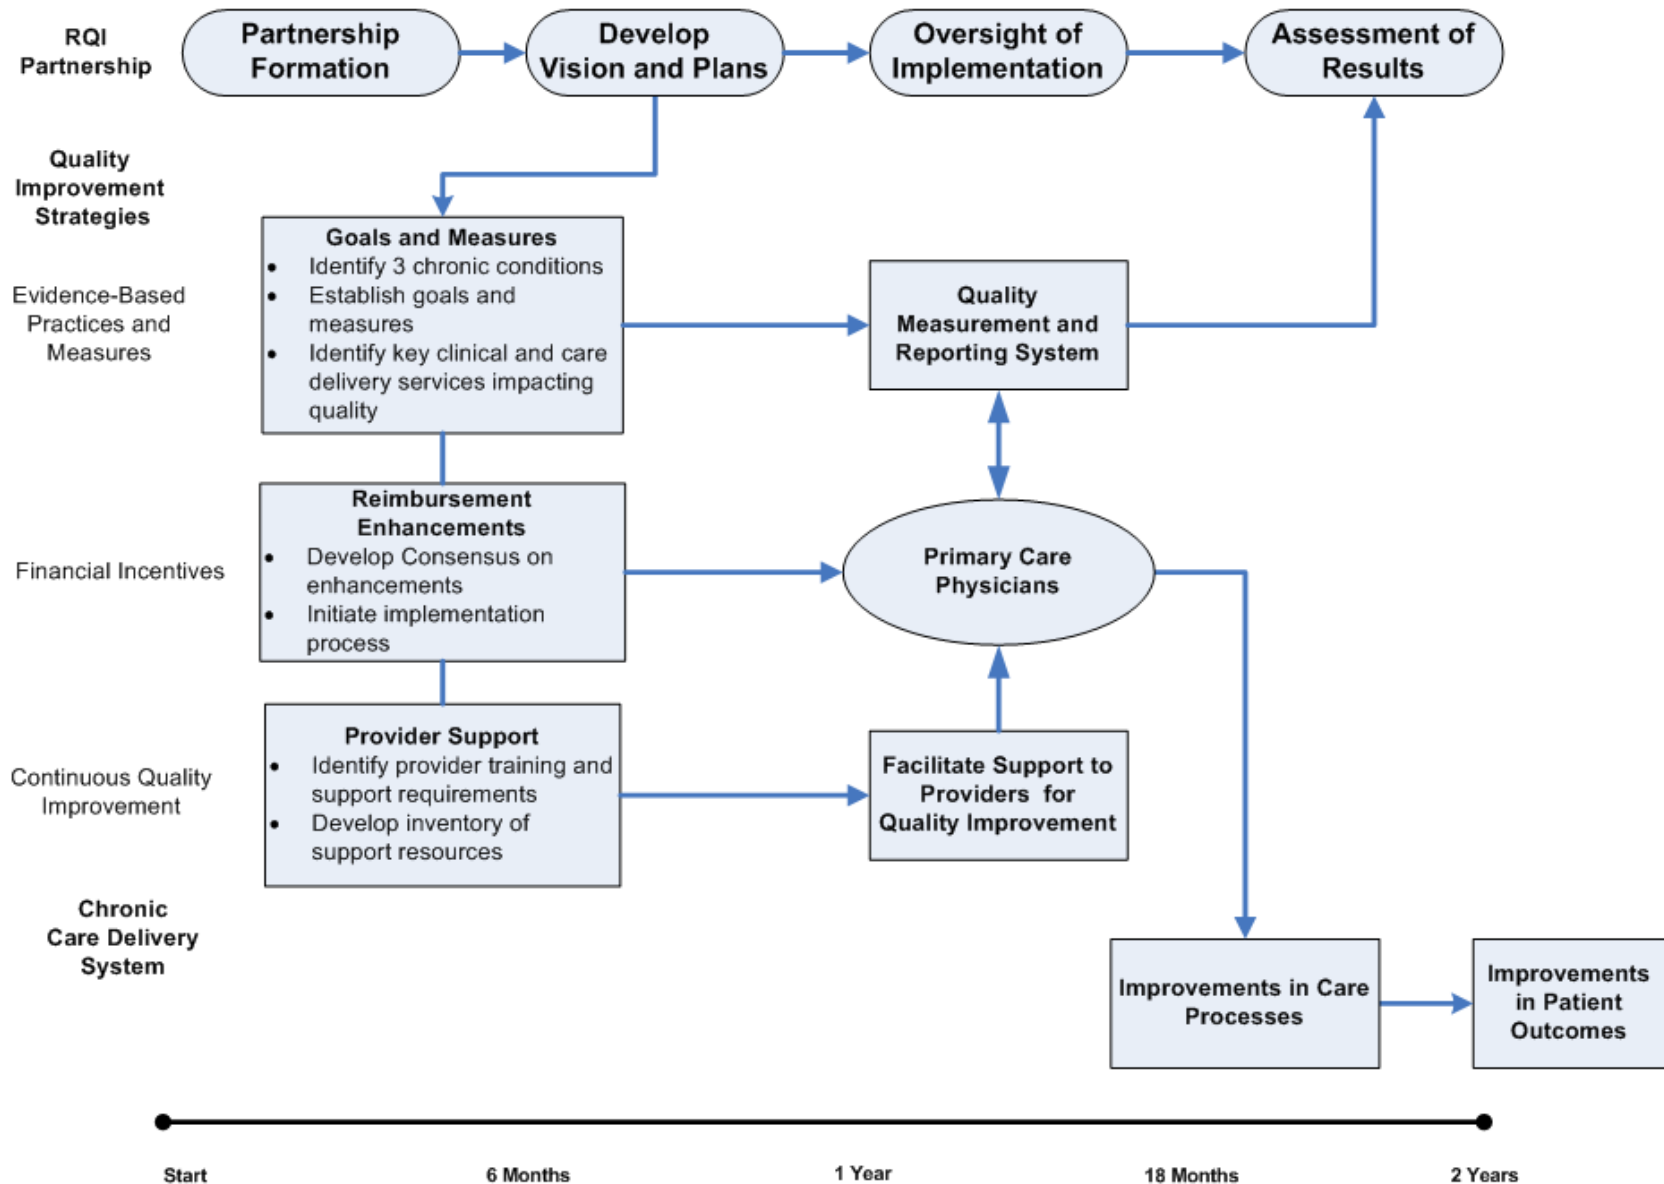 RQI
Partnership
Partnership
Formation
Develop
Vision and Plans
Oversight of
Implementation
Assessment of
Results
Quality
Improvement
Strategies
Evidence-Based
Practices and
Measures
Goals and Measures
• Identify 3 chronic conditions
• Establish goals and
measures
• Identify key clinical and care
delivery services impacting
quality
Quality
Measurement and
Reporting System
Financial Incentives
Reimbursement
Enhancements
• Develop Consensus on
enhancements
• Initiate implementation
process
Primary Care
Physicians
Continuous Quality
Improvement
Provider Support
• Identify provider training and
support requirements
• Develop inventory of
support resources
Facilitate Support to
Providers for
Quality Improvement
Chronic
Care Delivery
System
Improvements in Care
Processes
Improvements
in Patient
Outcomes
Start
6 Months
1 Year
18 Months
2 Years